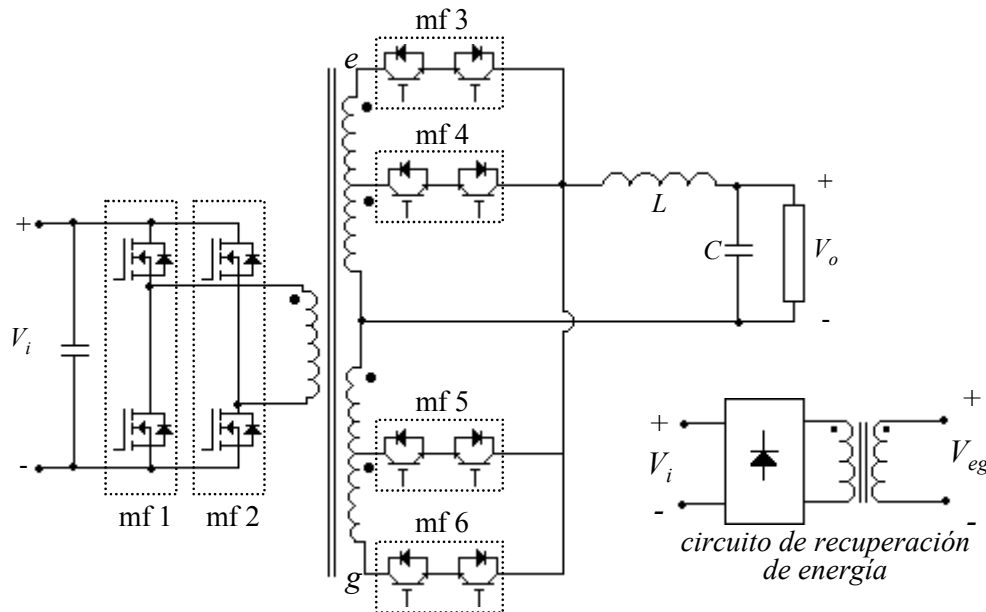 mf 3
e
mf 4
L
+
C
V_o
-
+
V_i
-
mf 1
mf 2
mf 5
mf 6
g
+
V_i
-
+
V_eg
-
circuito de recuperación
de energía